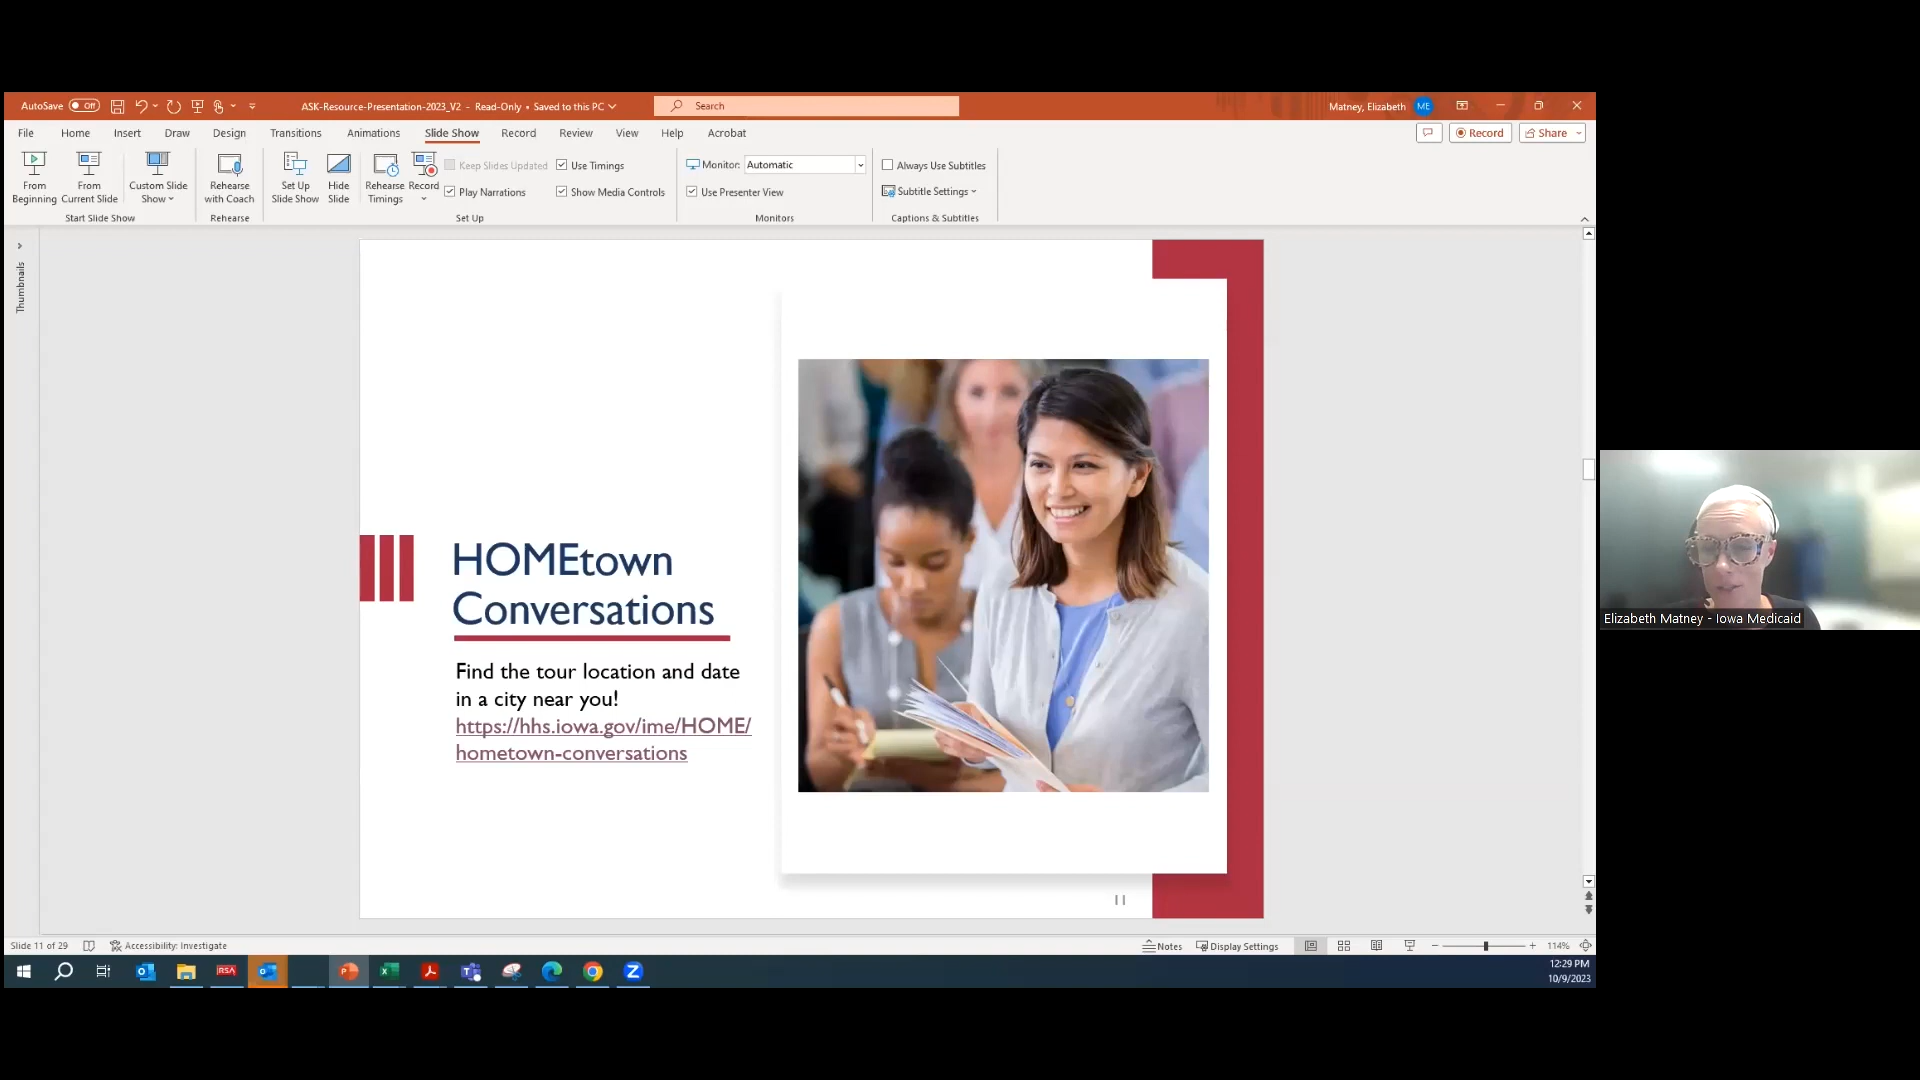 AutoSave Off
ASK-Resource-Presentation-2023_V2 - Read-Only • Saved to this PC
Search
Matney, Elizabeth ME
File Home Insert Draw Design Transitions Animations Slide Show Record Review View Help Acrobat
Record Share
From Beginning
From Current Slide
Custom Slide Show
Start Slide Show
Rehearse with Coach
Rehearse
Set Up Slide Show
Hide Slide
Rehearse Timings
Record
Keep Slides Updated
Play Narrations
Use Timings
Show Media Controls
Set Up
Monitor: Automatic
Use Presenter View
Monitors
Always Use Subtitles
Subtitle Settings
Captions & Subtitles
Thumbnails
HOMEtown
Conversations
Find the tour location and date
in a city near you!
https://hhs.iowa.gov/ime/HOME/
hometown-conversations
11
Elizabeth Matney - Iowa Medicaid
Slide 11 of 29 Accessibility: Investigate
Notes Display Settings 114%
RSA
12:29 PM
10/9/2023